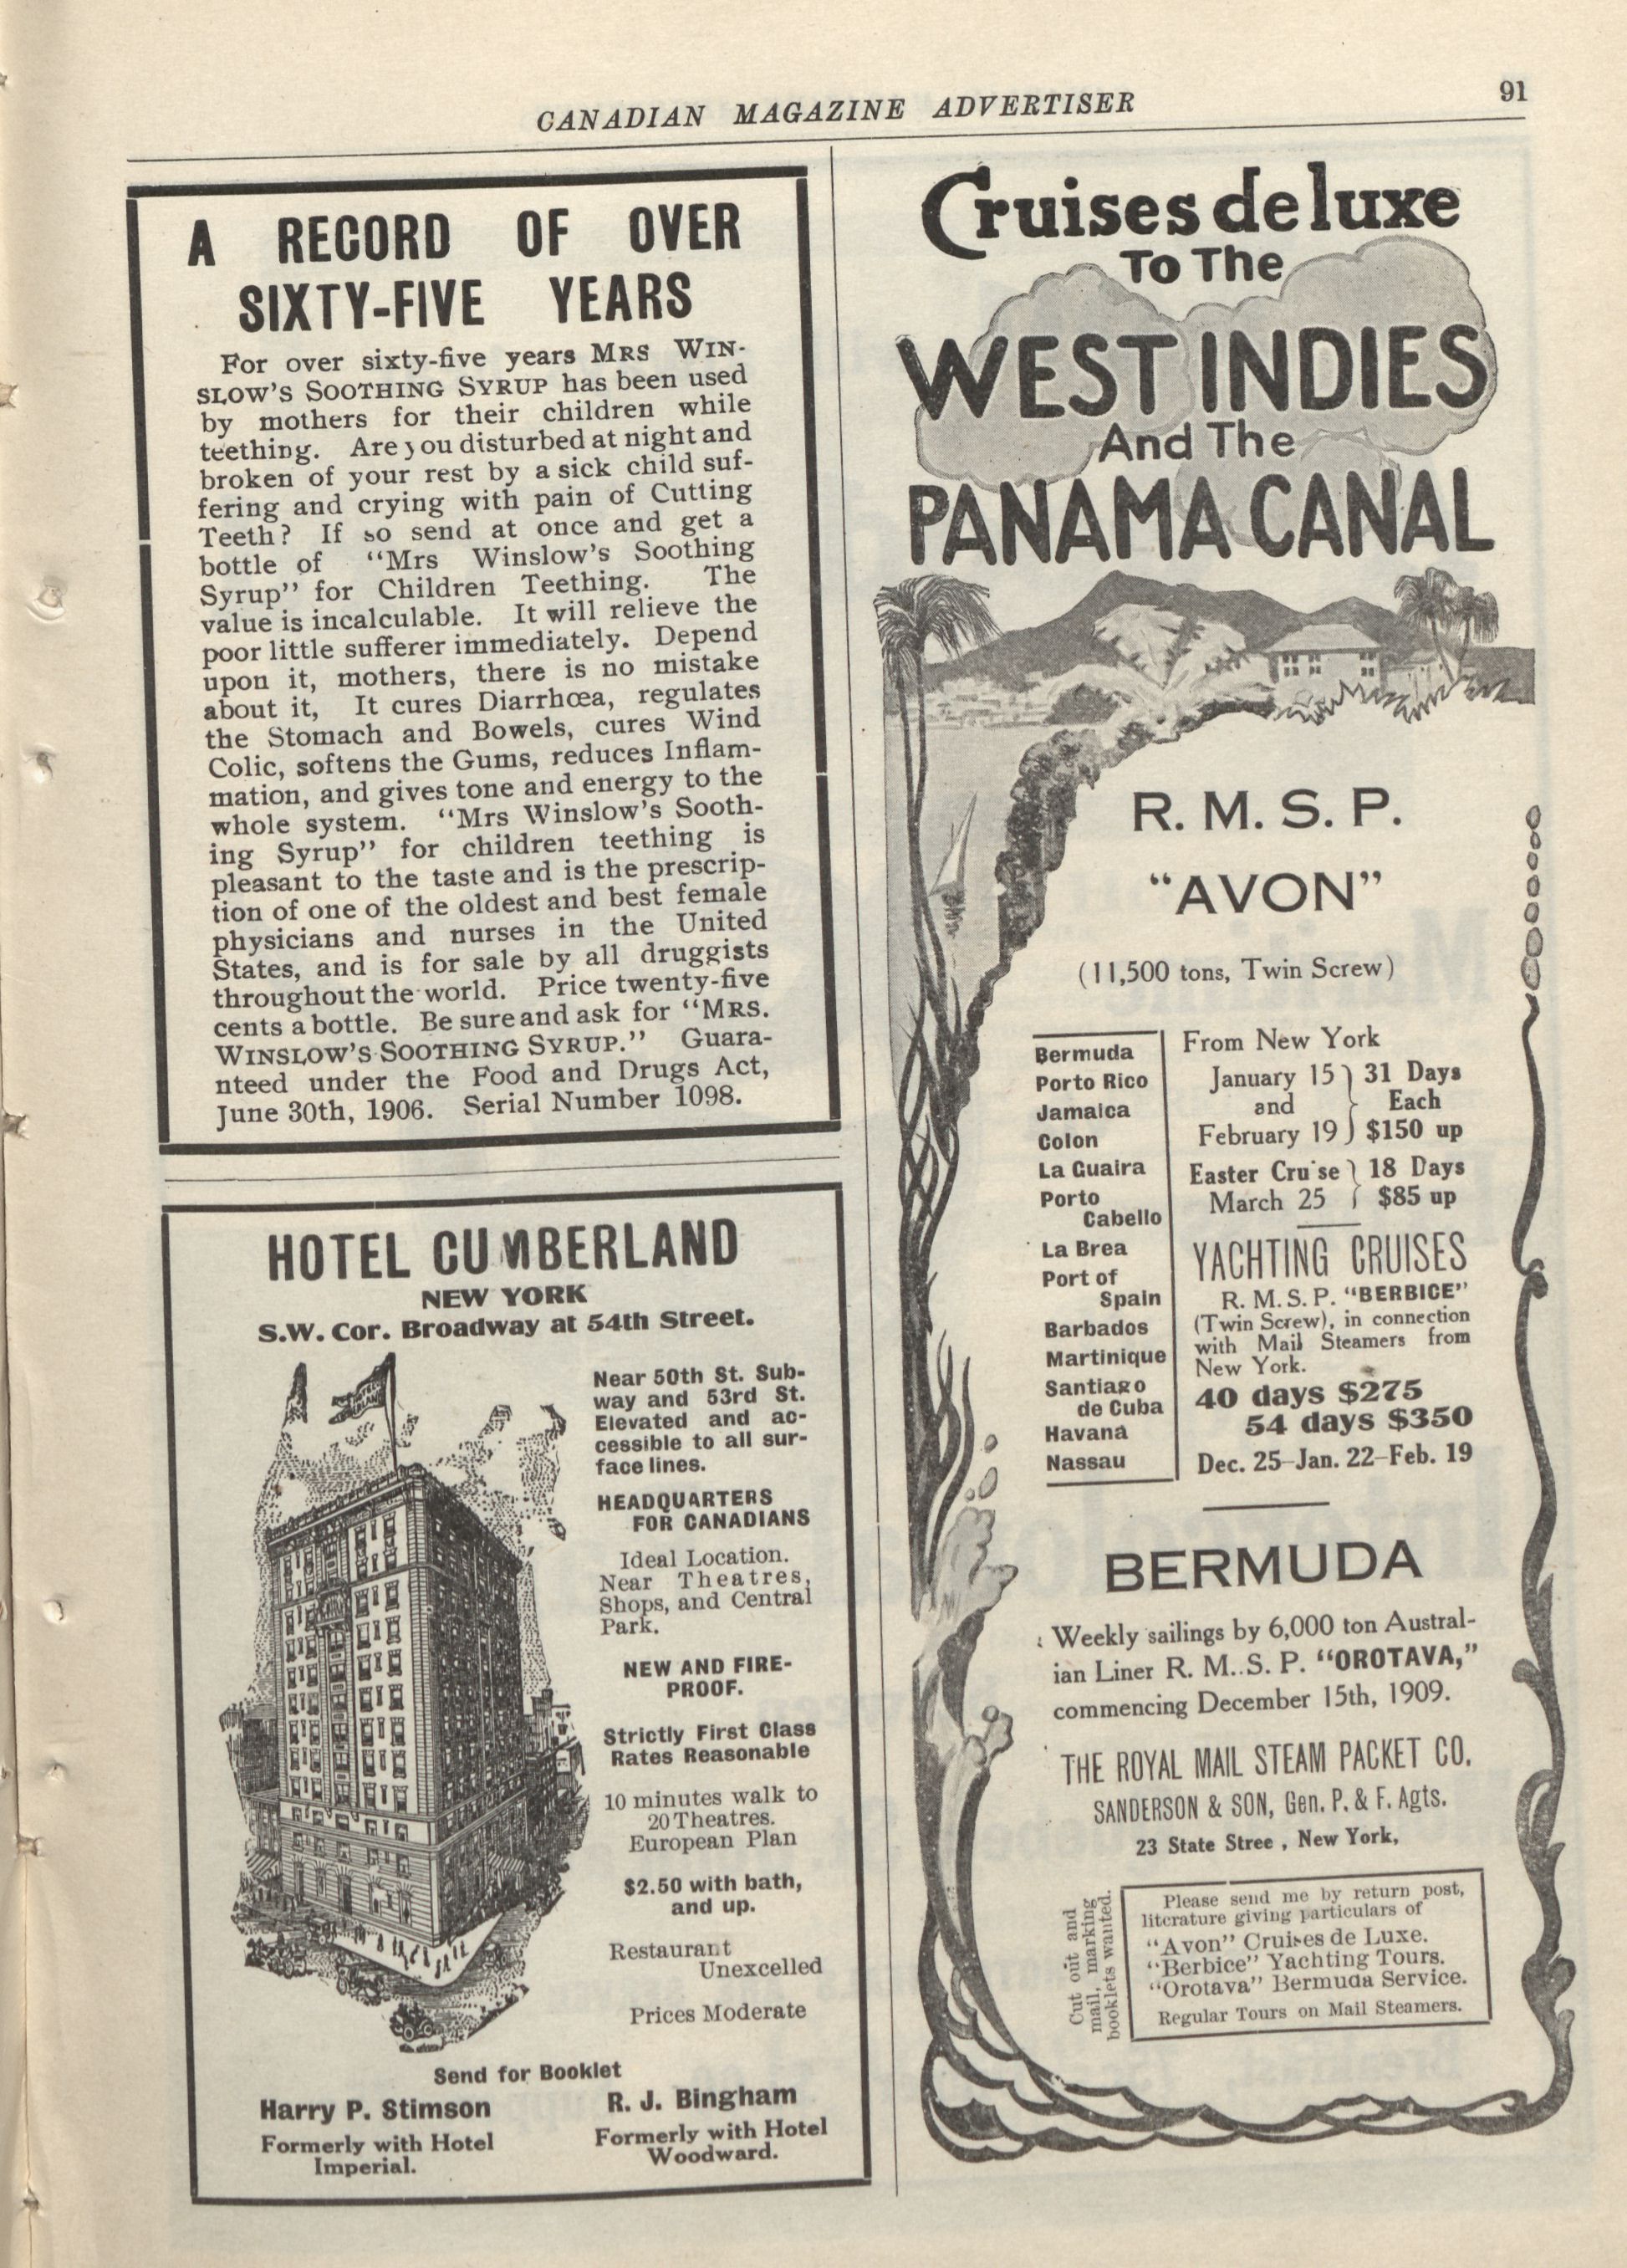 CANADIAN MAGAZINE ADVERTISER
91
A RECORD OF OVER
SIXTY-FIVE YEARS
For over sixty-five years MRS WIN-
SLOW'S SOOTHING SYRUP has been used
by mothers for their children while
teething. Are you disturbed at night and
broken of your rest by a sick child suf-
fering and crying with pain of Cutting
Teeth? If so send at once and get a
bottle of "Mrs Winslow's Soothing
Syrup" for Children Teething. The
value is incalculable. It will relieve the
poor little sufferer immediately. Depend
upon it, mothers, there is no mistake
about it, It cures Diarrhœa, regulates
the Stomach and Bowels, cures Wind
Colic, softens the Gums, reduces Inflam-
mation, and gives tone and energy to the
whole system. "Mrs Winslow's Sooth-
ing Syrup" for children teething is
pleasant to the taste and is the prescrip-
tion of one of the oldest and best female
physicians and nurses in the United
States, and is for sale by all druggists
throughout the world. Price twenty-five
cents a bottle. Be sure and ask for "MRS.
WINSLOW'S SOOTHING SYRUP." Guara-
nteed under the Food and Drugs Act,
June 30th, 1906. Serial Number 1098.
HOTEL CUMBERLAND
NEW YORK
S.W. Cor. Broadway at 54th Street.
Near 50th St. Sub-
way and 53rd St.
Elevated and ac-
cessible to all sur-
face lines.
HEADQUARTERS
FOR CANADIANS
Ideal Location.
Near Theatres,
Shops, and Central
Park.
NEW AND FIRE-
PROOF.
Strictly First Class
Rates Reasonable
10 minutes walk to
20 Theatres.
European Plan
$2.50 with bath,
and up.
Restaurant
Unexcelled
Prices Moderate
Send for Booklet
Harry P. Stimson
Formerly with Hotel
Imperial.
R. J. Bingham
Formerly with Hotel
Woodward.
Cruises de luxe
To The
WEST INDIES
And The
PANAMA CANAL
R. M. S. P.
"AVON"
(11,500 tons, Twin Screw)
Bermuda
Porto Rico
Jamaica
Colon
La Guaira
Porto
Cabello
La Brea
Port of
Spain
Barbados
Martinique
Santiago
de Cuba
Havana
Nassau
From New York
January 15 } 31 Days
and } Each
February 19 } $150 up
Easter Cru se } 18 Days
March 25 } $85 up
YACHTING CRUISES
R. M. S. P. "BERBICE"
(Twin Screw), in connection
with Mail Steamers from
New York.
40 days $275
54 days $350
Dec. 25-Jan. 22-Feb. 19
BERMUDA
Weekly sailings by 6,000 ton Austral-
ian Liner R. M. S. P. "OROTAVA,"
commencing December 15th, 1909.
THE ROYAL MAIL STEAM PACKET CO.
SANDERSON & SON, Gen. P. & F. Agts.
23 State Stree , New York,
Cut out and
mail, marking
booklets wanted.
Please send me by return post,
literature giving particulars of
"Avon" Cruises de Luxe.
"Berbice" Yachting Tours.
"Orotava" Bermuda Service.
Regular Tours on Mail Steamers.